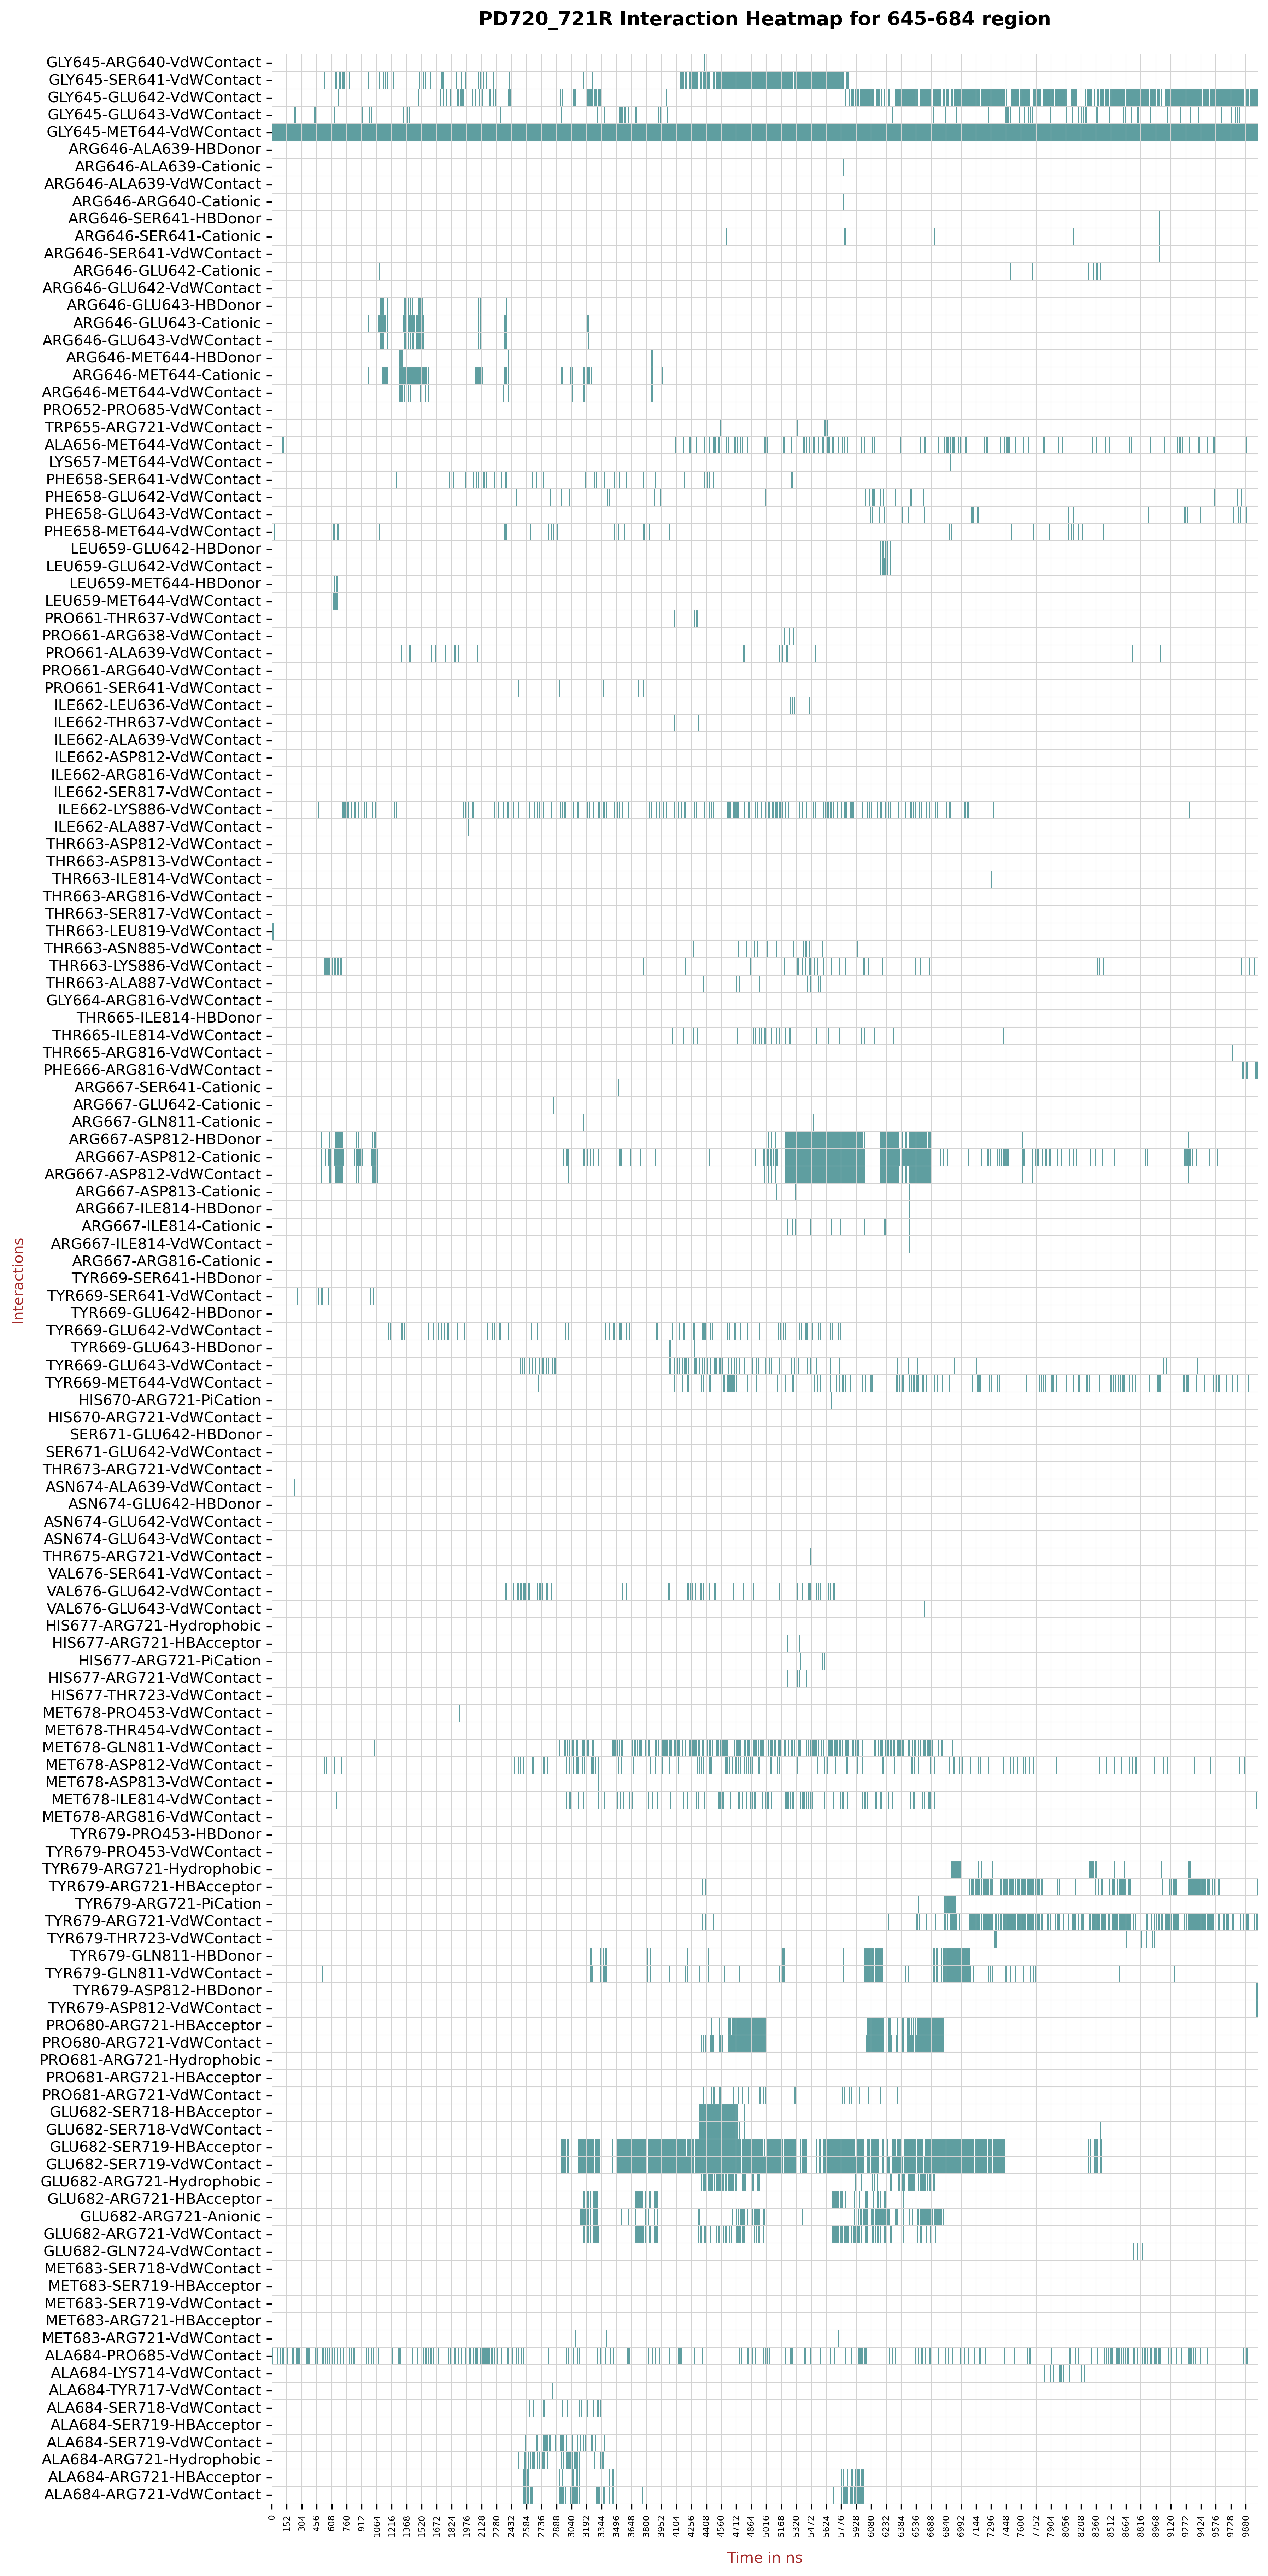 PD720_721R Interaction Heatmap for 645-684 region
GLY645-ARG640-VdWContact
GLY645-SER641-VdWContact
GLY645-GLU642-VdWContact
GLY645-GLU643-VdWContact
GLY645-MET644-VdWContact
ARG646-ALA639-HBDonor
ARG646-ALA639-Cationic
ARG646-ALA639-VdWContact
ARG646-ARG640-Cationic
ARG646-SER641-HBDonor
ARG646-SER641-Cationic
ARG646-SER641-VdWContact
ARG646-GLU642-Cationic
ARG646-GLU642-VdWContact
ARG646-GLU643-HBDonor
ARG646-GLU643-Cationic
ARG646-GLU643-VdWContact
ARG646-MET644-HBDonor
ARG646-MET644-Cationic
ARG646-MET644-VdWContact
PRO652-PRO685-VdWContact
TRP655-ARG721-VdWContact
ALA656-MET644-VdWContact
LYS657-MET644-VdWContact
PHE658-SER641-VdWContact
PHE658-GLU642-VdWContact
PHE658-GLU643-VdWContact
PHE658-MET644-VdWContact
LEU659-GLU642-HBDonor
LEU659-GLU642-VdWContact
LEU659-MET644-HBDonor
LEU659-MET644-VdWContact
PRO661-THR637-VdWContact
PRO661-ARG638-VdWContact
PRO661-ALA639-VdWContact
PRO661-ARG640-VdWContact
PRO661-SER641-VdWContact
ILE662-LEU636-VdWContact
ILE662-THR637-VdWContact
ILE662-ALA639-VdWContact
ILE662-ASP812-VdWContact
ILE662-ARG816-VdWContact
ILE662-SER817-VdWContact
ILE662-LYS886-VdWContact
ILE662-ALA887-VdWContact
THR663-ASP812-VdWContact
THR663-ASP813-VdWContact
THR663-ILE814-VdWContact
THR663-ARG816-VdWContact
THR663-SER817-VdWContact
THR663-LEU819-VdWContact
THR663-ASN885-VdWContact
THR663-LYS886-VdWContact
THR663-ALA887-VdWContact
GLY664-ARG816-VdWContact
THR665-ILE814-HBDonor
THR665-ILE814-VdWContact
THR665-ARG816-VdWContact
PHE666-ARG816-VdWContact
ARG667-SER641-Cationic
ARG667-GLU642-Cationic
ARG667-GLN811-Cationic
ARG667-ASP812-HBDonor
ARG667-ASP812-Cationic
ARG667-ASP812-VdWContact
ARG667-ASP813-Cationic
ARG667-ILE814-HBDonor
ARG667-ILE814-Cationic
ARG667-ILE814-VdWContact
ARG667-ARG816-Cationic
TYR669-SER641-HBDonor
TYR669-SER641-VdWContact
TYR669-GLU642-HBDonor
TYR669-GLU642-VdWContact
TYR669-GLU643-HBDonor
TYR669-GLU643-VdWContact
TYR669-MET644-VdWContact
HIS670-ARG721-PiCation
HIS670-ARG721-VdWContact
SER671-GLU642-HBDonor
SER671-GLU642-VdWContact
THR673-ARG721-VdWContact
ASN674-ALA639-VdWContact
ASN674-GLU642-HBDonor
ASN674-GLU642-VdWContact
ASN674-GLU643-VdWContact
THR675-ARG721-VdWContact
VAL676-SER641-VdWContact
VAL676-GLU642-VdWContact
VAL676-GLU643-VdWContact
HIS677-ARG721-Hydrophobic
HIS677-ARG721-HBAcceptor
HIS677-ARG721-PiCation
HIS677-ARG721-VdWContact
HIS677-THR723-VdWContact
MET678-PRO453-VdWContact
MET678-THR454-VdWContact
MET678-GLN811-VdWContact
MET678-ASP812-VdWContact
MET678-ASP813-VdWContact
MET678-ILE814-VdWContact
MET678-ARG816-VdWContact
TYR679-PRO453-HBDonor
TYR679-PRO453-VdWContact
TYR679-ARG721-Hydrophobic
TYR679-ARG721-HBAcceptor
TYR679-ARG721-PiCation
TYR679-ARG721-VdWContact
TYR679-THR723-VdWContact
TYR679-GLN811-HBDonor
TYR679-GLN811-VdWContact
TYR679-ASP812-HBDonor
TYR679-ASP812-VdWContact
PRO680-ARG721-HBAcceptor
PRO680-ARG721-VdWContact
PRO681-ARG721-Hydrophobic
PRO681-ARG721-HBAcceptor
PRO681-ARG721-VdWContact
GLU682-SER718-HBAcceptor
GLU682-SER718-VdWContact
GLU682-SER719-HBAcceptor
GLU682-SER719-VdWContact
GLU682-ARG721-Hydrophobic
GLU682-ARG721-HBAcceptor
GLU682-ARG721-Anionic
GLU682-ARG721-VdWContact
GLU682-GLN724-VdWContact
MET683-SER718-VdWContact
MET683-SER719-HBAcceptor
MET683-SER719-VdWContact
MET683-ARG721-HBAcceptor
MET683-ARG721-VdWContact
ALA684-PRO685-VdWContact
ALA684-LYS714-VdWContact
ALA684-TYR717-VdWContact
ALA684-SER718-VdWContact
ALA684-SER719-HBAcceptor
ALA684-SER719-VdWContact
ALA684-ARG721-Hydrophobic
ALA684-ARG721-HBAcceptor
ALA684-ARG721-VdWContact
Interactions
0 152 304 456 608 760 912 1064 1216 1368 1520 1672 1824 1976 2128 2280 2432 2584 2736 2888 3040 3192 3344 3496 3648 3800 3952 4104 4256 4408 4560 4712 4864 5016 5168 5320 5472 5624 5776 5928 6080 6232 6384 6536 6688 6840 6992 7144 7296 7448 7600 7752 7904 8056 8208 8360 8512 8664 8816 8968 9120 9272 9424 9576 9728 9880
Time in ns